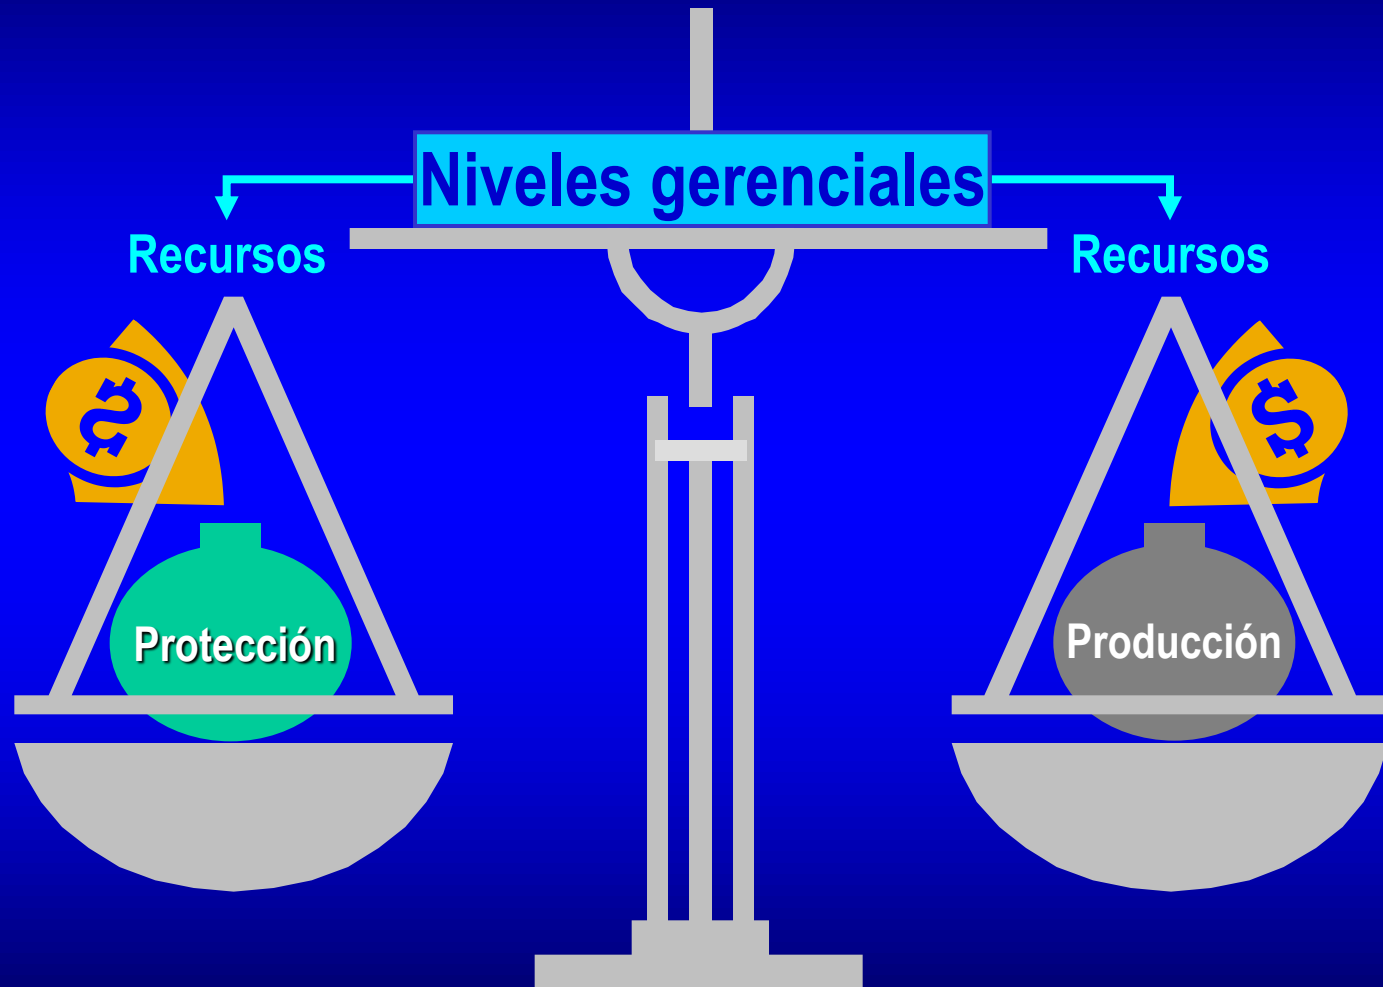 Niveles gerenciales
Recursos
Recursos
$
$
Protección
Producción